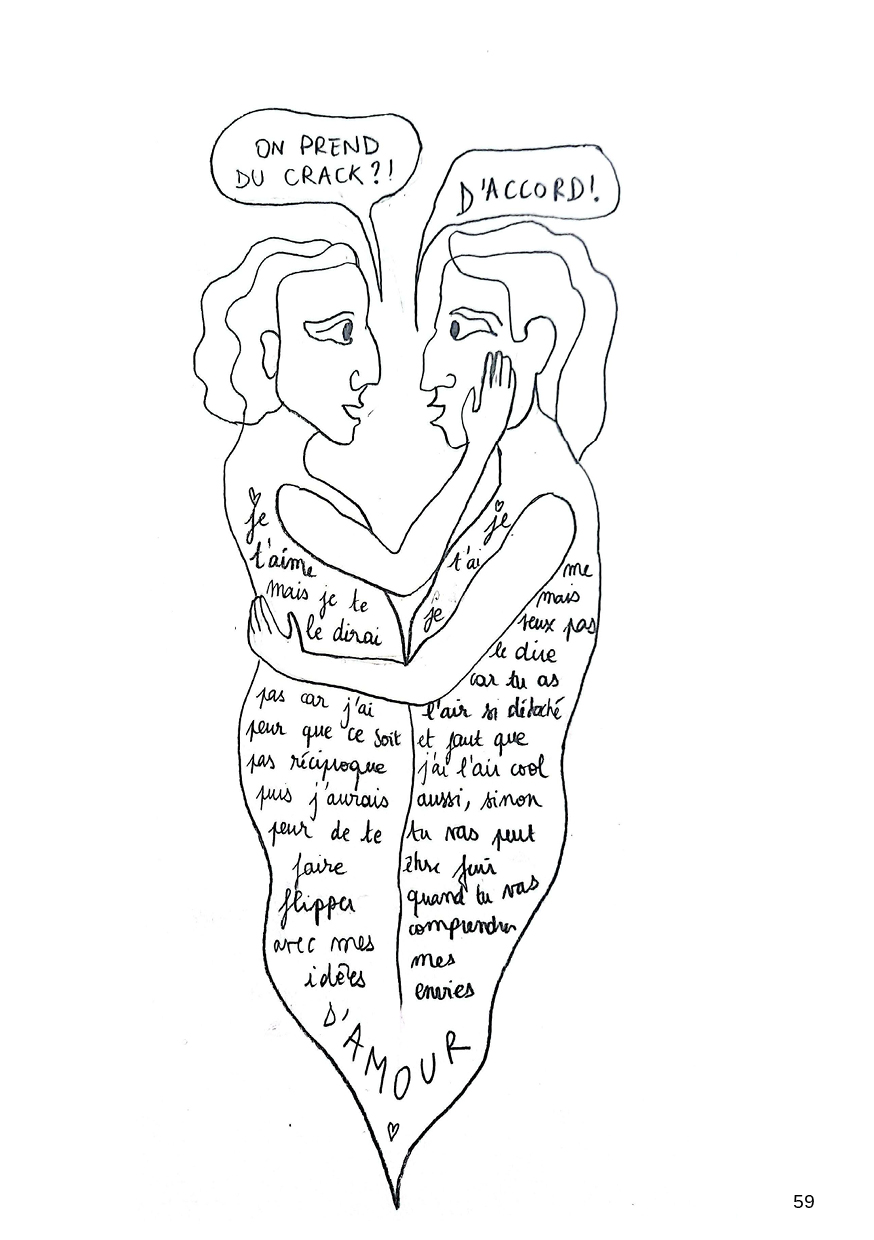 ON PREND
DU CRACK?!
D'ACCORD!
je
t'aime
mais je te
le dirai
pas car j'ai
peur que ce soit
pas réciproque
puis j'aurais
peur de te
faire
flipper
avec mes
idées
je
t'ai
me
mais
je
veux pas
le dire
car tu as
l'air si détaché
et faut que
j'ai l'air cool
aussi, sinon
tu vas peut
être fuir
quand tu vas
comprendre
mes
envies
D'AMOUR
59